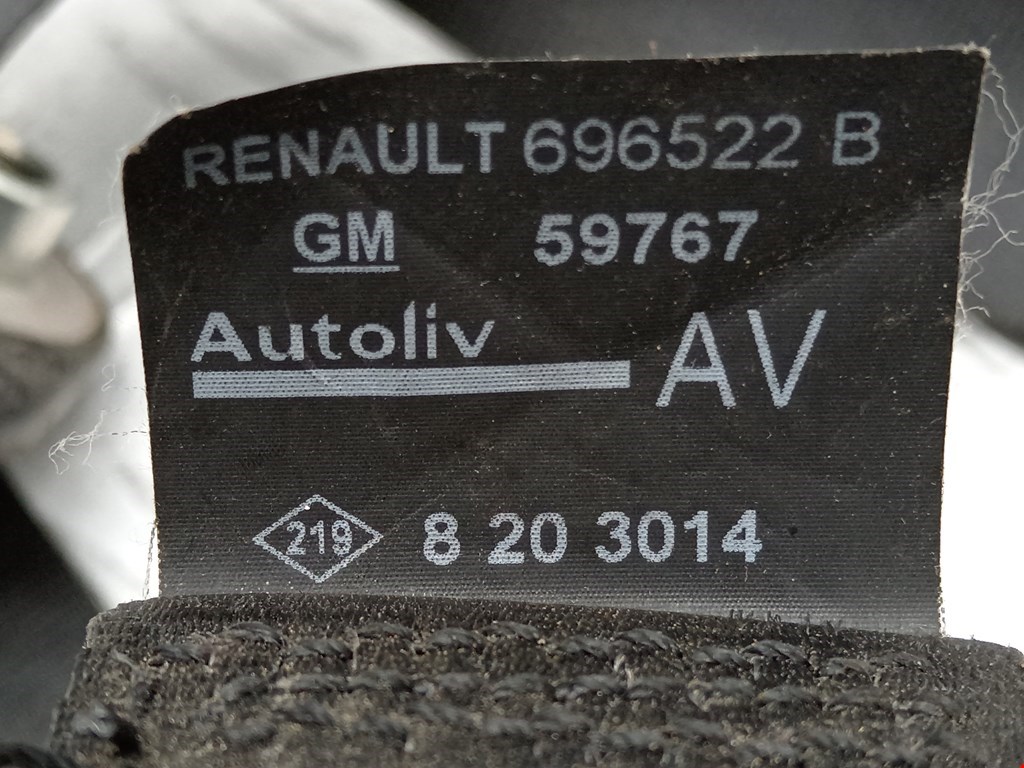 RENAULT 696522 B
GM 59767
Autoliv AV
219 8 20 3014